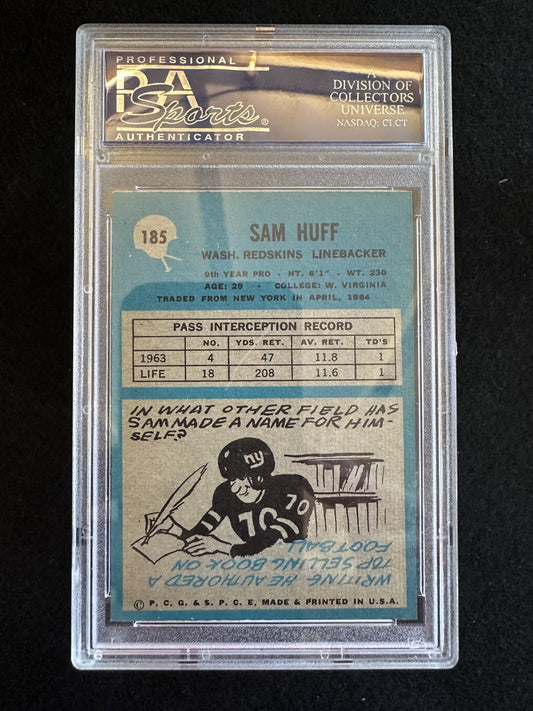 PROFESSIONAL
PSA
Sports®
AUTHENTICATOR
A
DIVISION OF
COLLECTORS
UNIVERSE
NASDAQ: CLCT
185
SAM HUFF
WASH. REDSKINS LINEBACKER
9th YEAR PRO - HT. 6'1" - WT. 230
AGE: 29 - COLLEGE: W. VIRGINIA
TRADED FROM NEW YORK IN APRIL, 1964
PASS INTERCEPTION RECORD
NO. YDS. RET. AV. RET. TD'S
1963 4 47 11.8 1
LIFE 18 208 11.6 1
IN WHAT OTHER FIELD HAS
SAM MADE A NAME FOR HIM-
SELF?
ny
70
WRITING. HE AUTHORED A
TOP SELLING BOOK ON
FOOTBALL
© P. C. G. & S. P. C. E. MADE & PRINTED IN U.S.A.